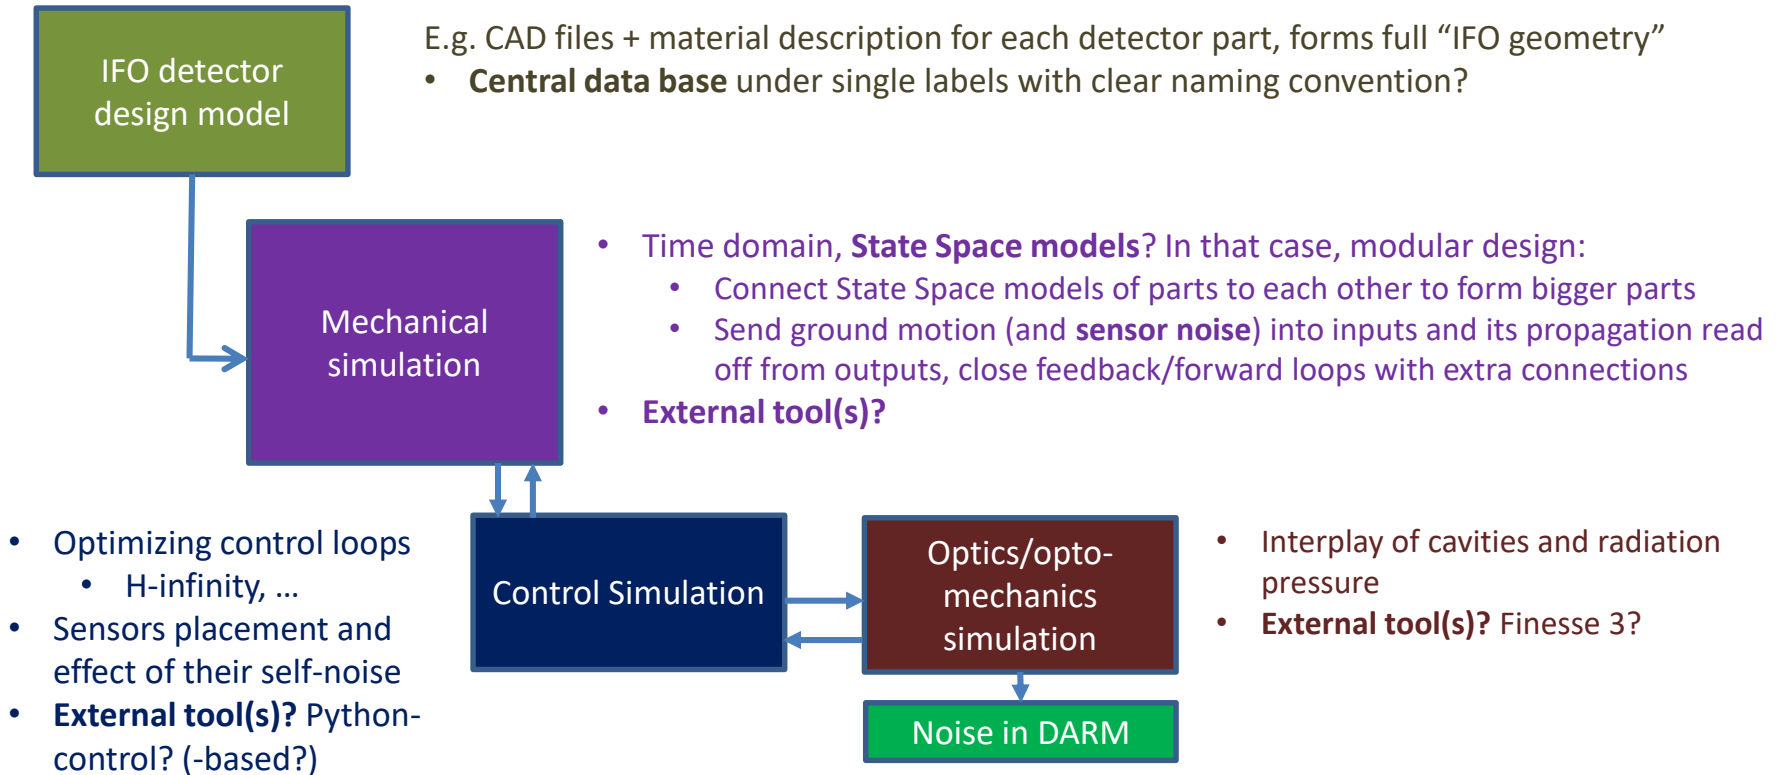 IFO detector
design model
E.g. CAD files + material description for each detector part, forms full “IFO geometry”
• Central data base under single labels with clear naming convention?
Mechanical
simulation
• Time domain, State Space models? In that case, modular design:
• Connect State Space models of parts to each other to form bigger parts
• Send ground motion (and sensor noise) into inputs and its propagation read
off from outputs, close feedback/forward loops with extra connections
• External tool(s)?
• Optimizing control loops
• H-infinity, …
• Sensors placement and
effect of their self-noise
• External tool(s)? Python-
control? (-based?)
Control Simulation
Optics/opto-
mechanics
simulation
• Interplay of cavities and radiation
pressure
• External tool(s)? Finesse 3?
Noise in DARM